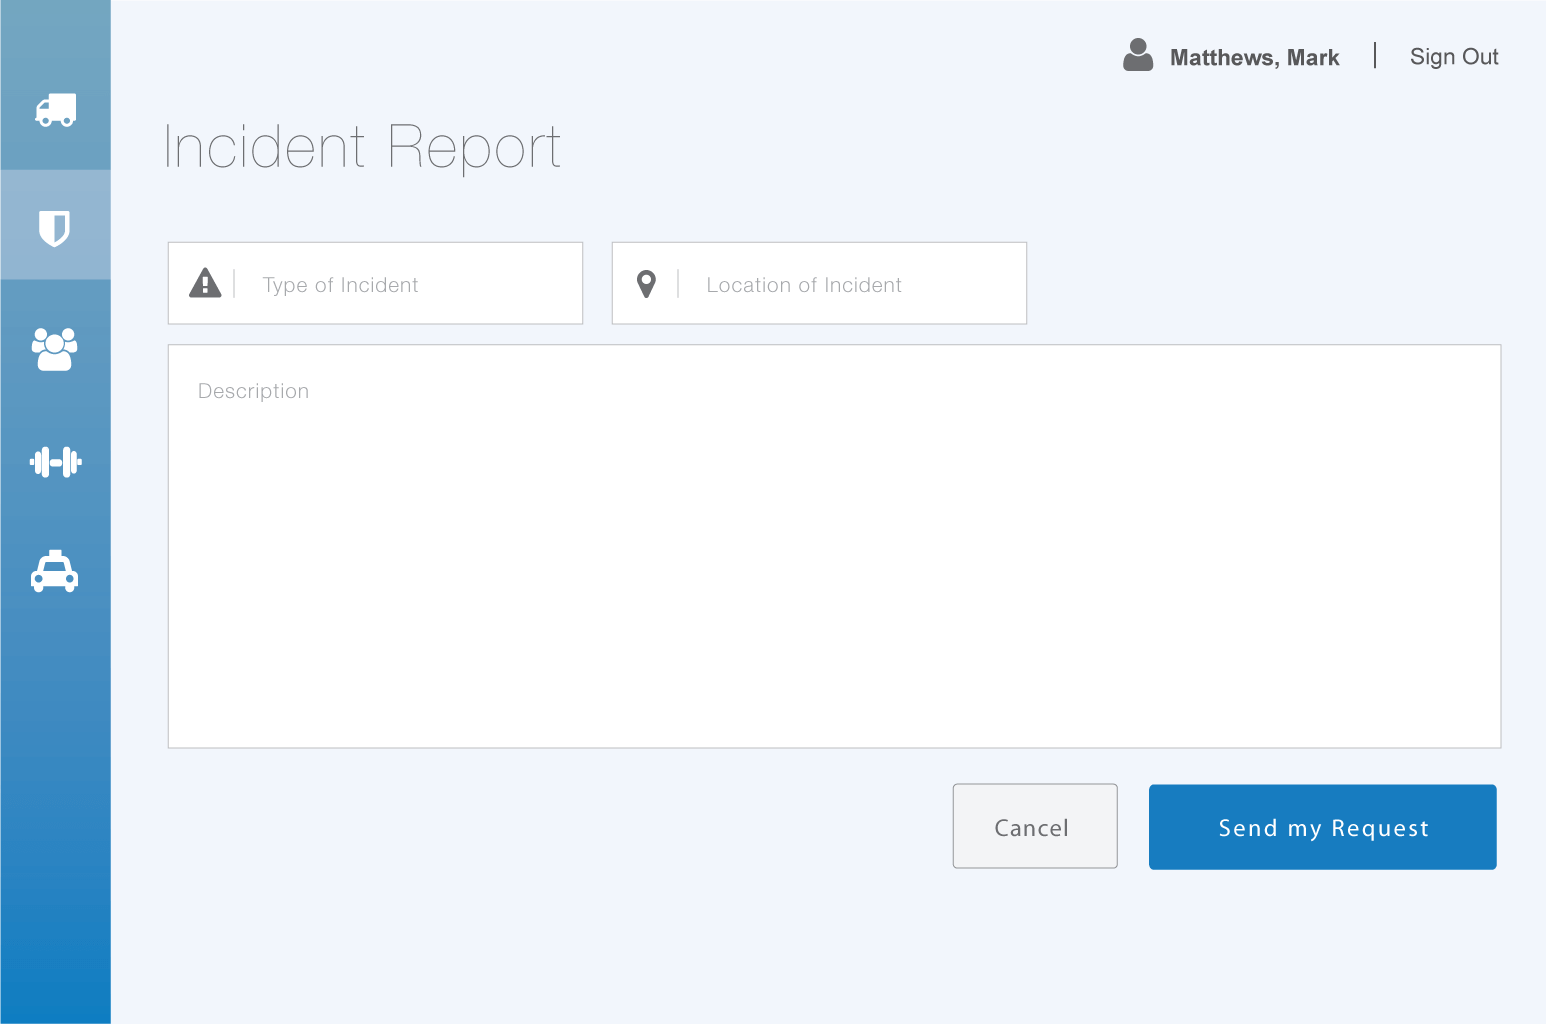 Matthews, Mark | Sign Out
Incident Report
Type of Incident
Location of Incident
Description
Cancel
Send my Request